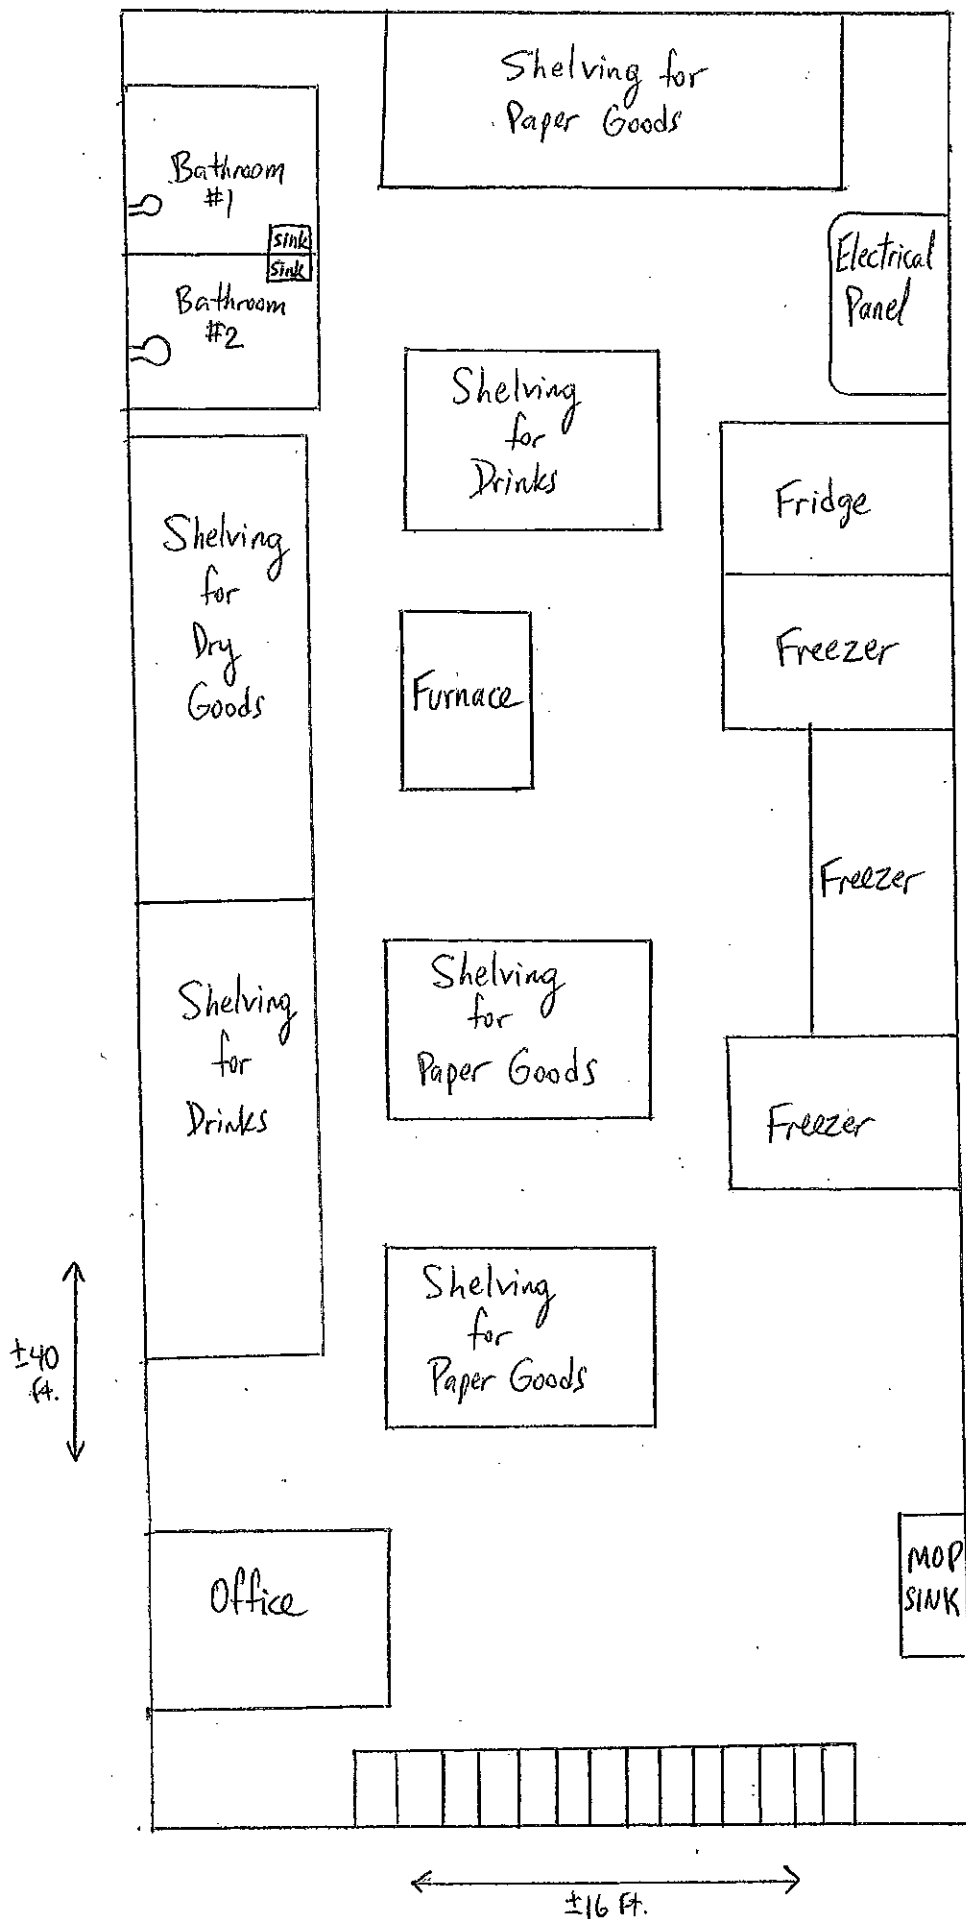 Shelving for
Paper Goods
Bathroom
#1
sink
sink
Bathroom
#2
Electrical
Panel
Shelving
for
Drinks
Fridge
Shelving
for
Dry
Goods
Freezer
Furnace
Freezer
Shelving
for
Paper Goods
Shelving
for
Drinks
Freezer
Shelving
for
Paper Goods
±40
ft.
Office
MOP
SINK
±16 Ft.